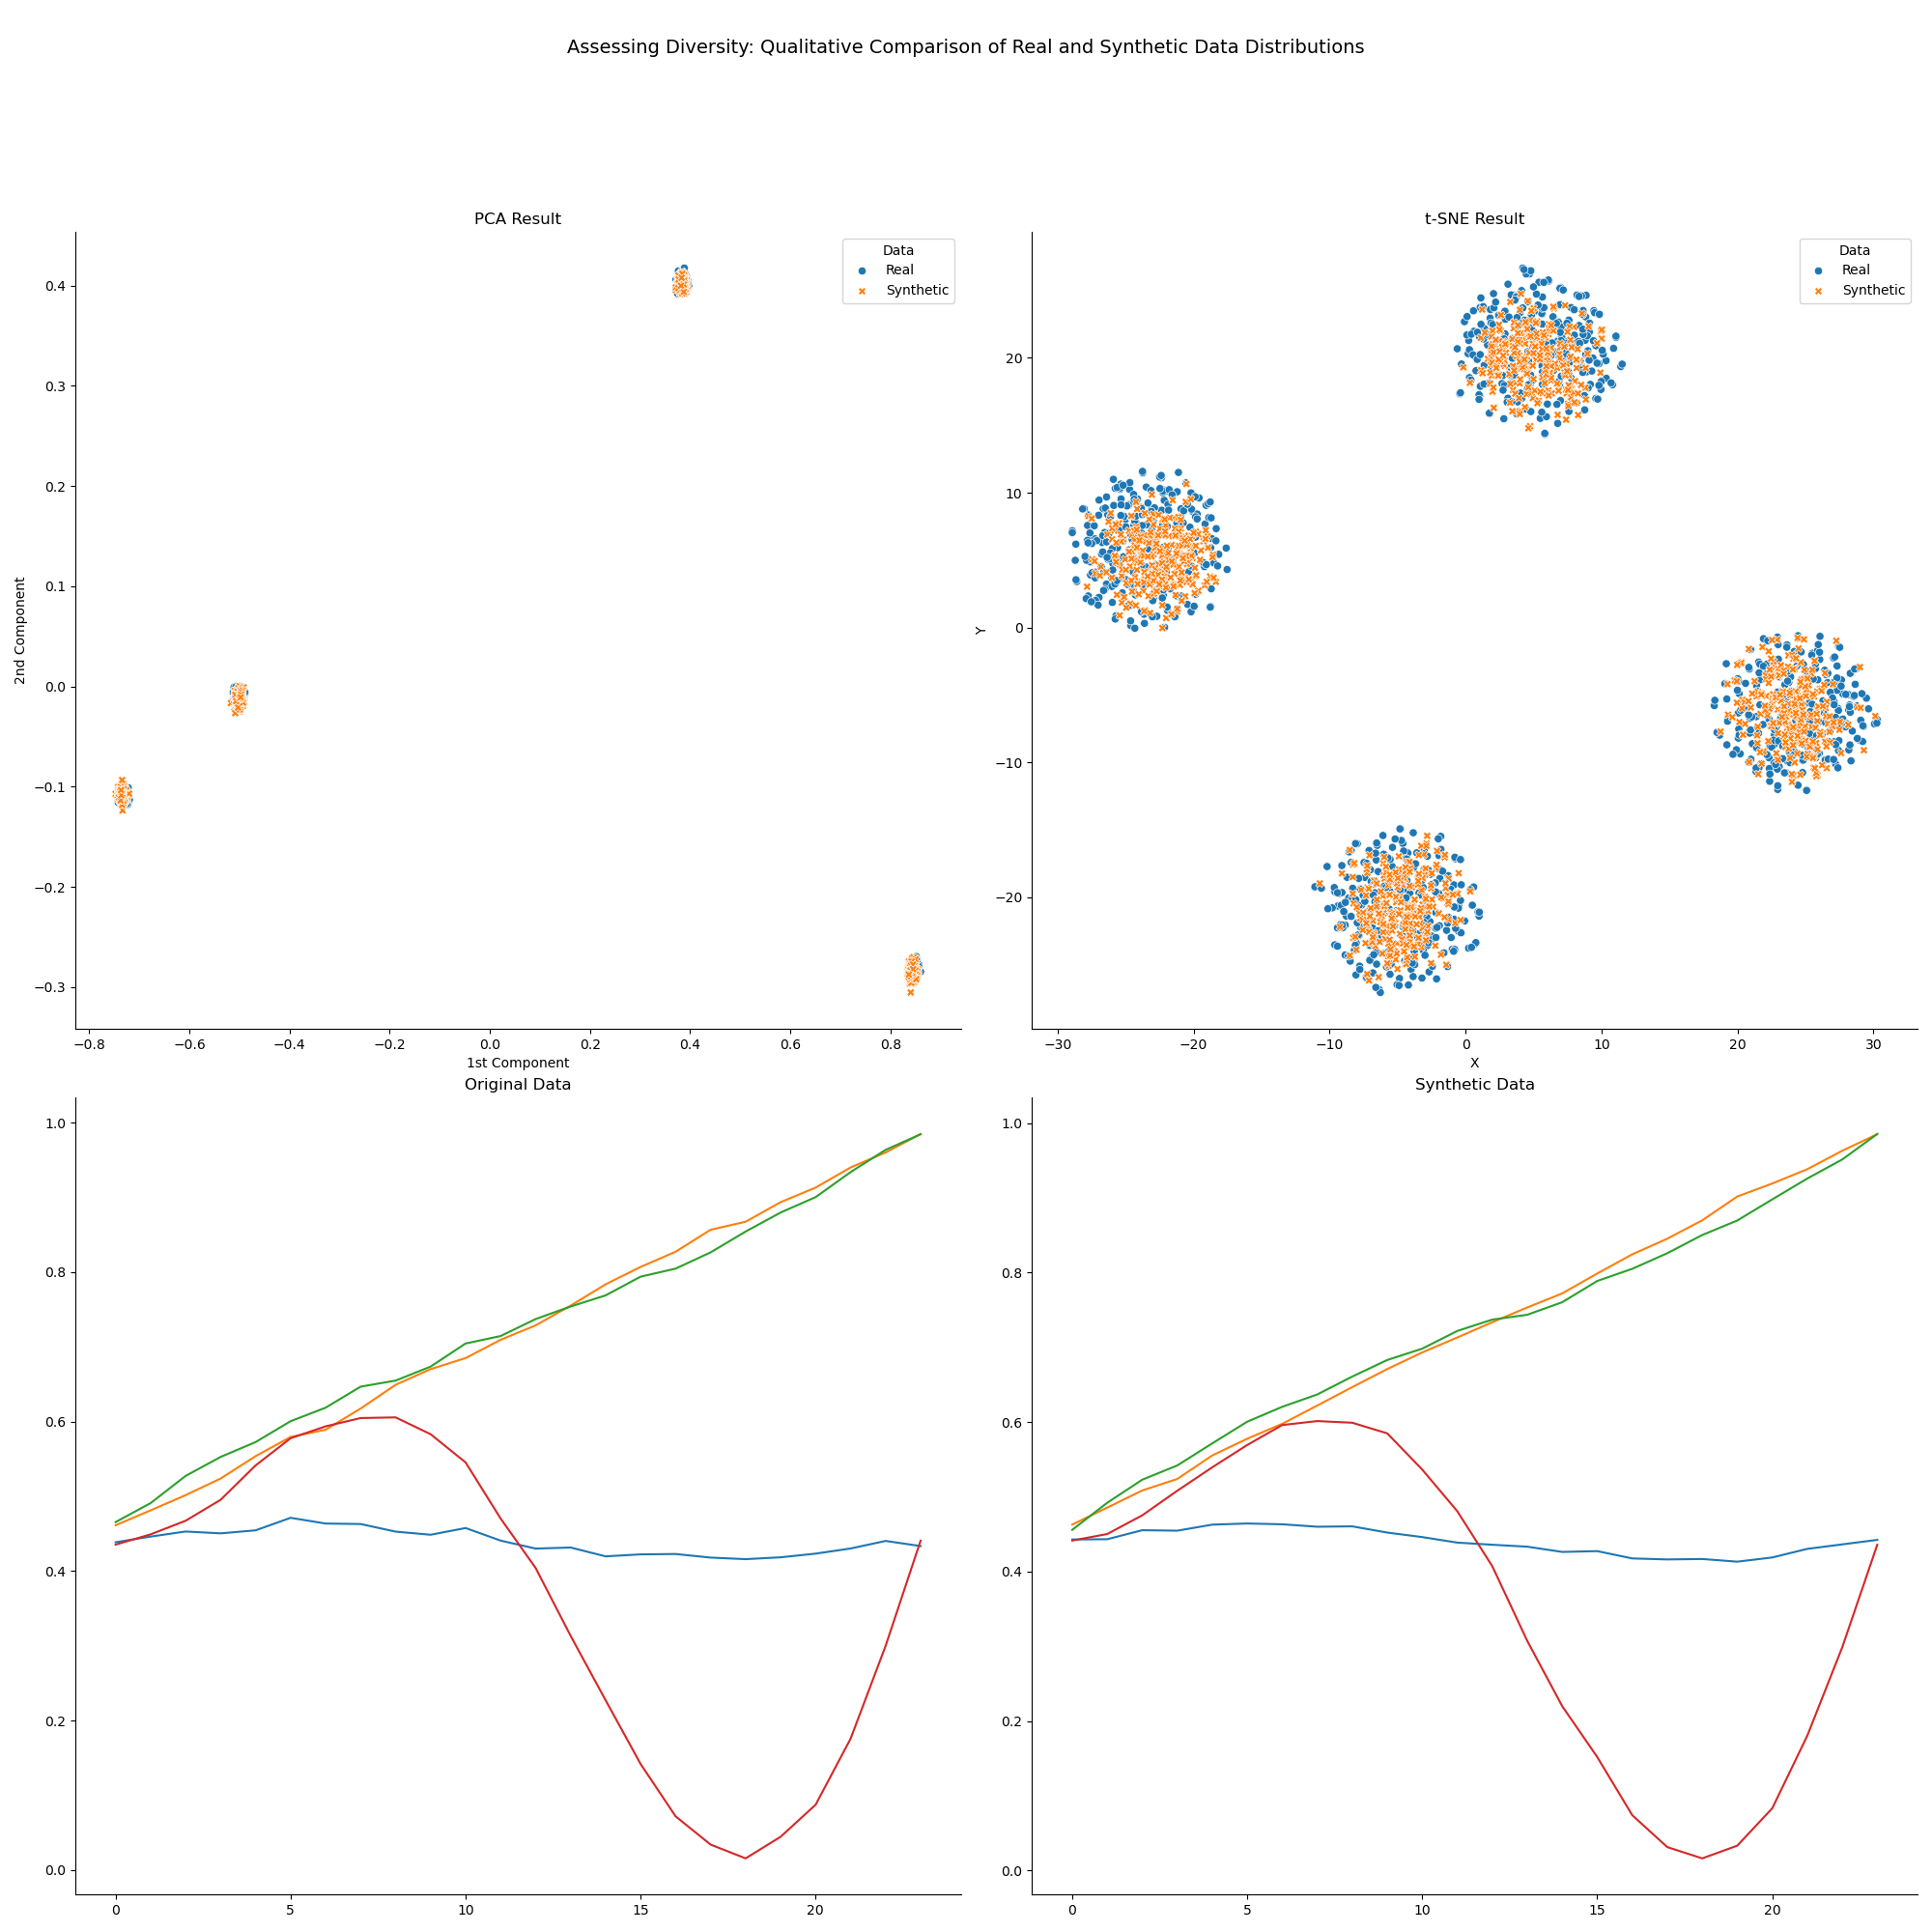 Assessing Diversity: Qualitative Comparison of Real and Synthetic Data Distributions
PCA Result
Data
Real
Synthetic
0.4
0.3
0.2
0.1
0.0
−0.1
−0.2
−0.3
2nd Component
−0.8 −0.6 −0.4 −0.2 0.0 0.2 0.4 0.6 0.8
1st Component
t-SNE Result
Data
Real
Synthetic
20
10
0
−10
−20
Y
−30 −20 −10 0 10 20 30
X
Original Data
1.0
0.8
0.6
0.4
0.2
0.0
0 5 10 15 20
Synthetic Data
1.0
0.8
0.6
0.4
0.2
0.0
0 5 10 15 20